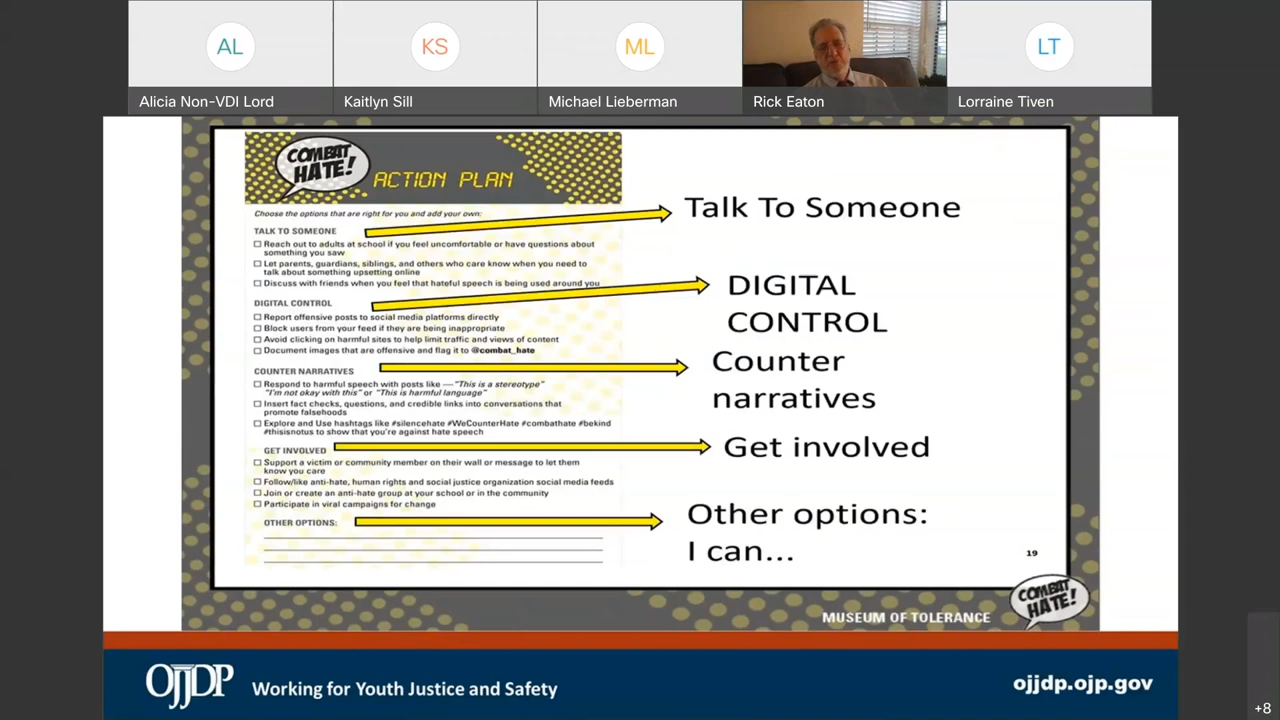 AL
KS
ML
LT
Alicia Non-VDI Lord
Kaitlyn Sill
Michael Lieberman
Rick Eaton
Lorraine Tiven
COMBAT
HATE!
ACTION PLAN
Choose the options that are right for you and add your own:
TALK TO SOMEONE
Reach out to adults at school if you feel uncomfortable or have questions about
something you saw
Let parents, guardians, siblings, and others who care know when you need to
talk about something upsetting online
Discuss with friends when you feel that hateful speech is being used around you
DIGITAL CONTROL
Report offensive posts to social media platforms directly
Block users from your feed if they are being inappropriate
Avoid clicking on harmful sites to help limit traffic and views of content
Document images that are offensive and flag it to @combat_hate
COUNTER NARRATIVES
Respond to harmful speech with posts like —"This is a stereotype"
"I'm not okay with this" or "This is harmful language"
Insert fact checks, questions, and credible links into conversations that
promote falsehoods
Explore and Use hashtags like #silencehate #WeCounterHate #combathate #bekind
#thisisnotus to show that you're against hate speech
GET INVOLVED
Support a victim or community member on their wall or message to let them
know you care
Follow/like anti-hate, human rights and social justice organization social media feeds
Join or create an anti-hate group at your school or in the community
Participate in viral campaigns for change
OTHER OPTIONS:
Talk To Someone
DIGITAL
CONTROL
Counter
narratives
Get involved
Other options:
I can...
19
COMBAT
HATE!
MUSEUM OF TOLERANCE
OJJDP
Working for Youth Justice and Safety
ojjdp.ojp.gov
+8